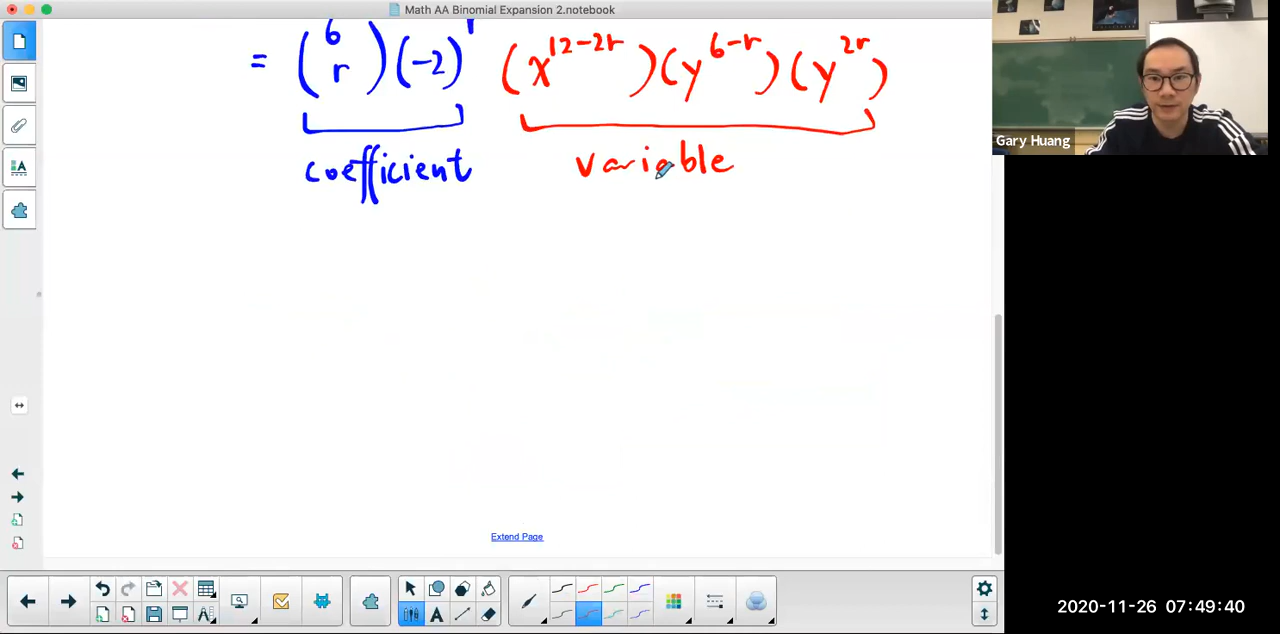 Math AA Binomial Expansion 2.notebook
= (6 r)(-2)^r (x^{12-2r})(y^{6-r})(y^{2r})
coefficient variable
Gary Huang
Extend Page
2020-11-26 07:49:40